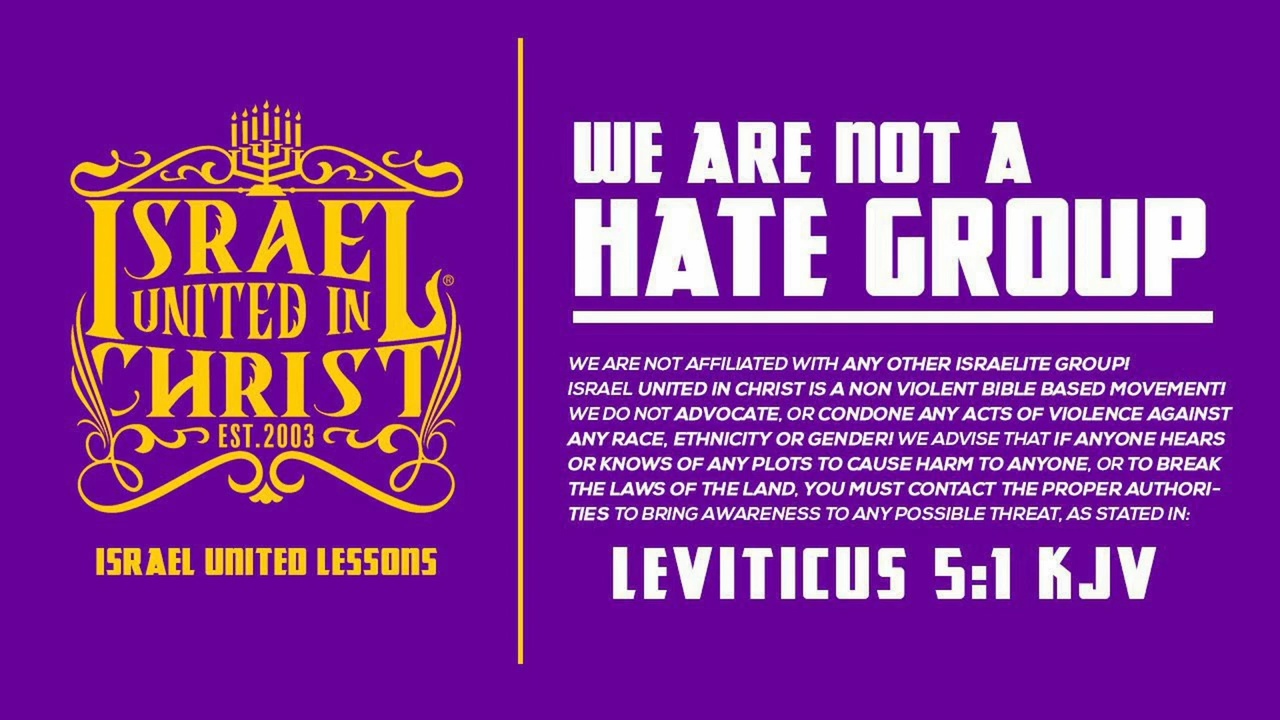 ISRAEL
UNITED IN
CHRIST
®
EST.2003
ISRAEL UNITED LESSONS
WE ARE NOT A
HATE GROUP
WE ARE NOT AFFILIATED WITH ANY OTHER ISRAELITE GROUP!
ISRAEL UNITED IN CHRIST IS A NON VIOLENT BIBLE BASED MOVEMENT!
WE DO NOT ADVOCATE, OR CONDONE ANY ACTS OF VIOLENCE AGAINST
ANY RACE, ETHNICITY OR GENDER! WE ADVISE THAT IF ANYONE HEARS
OR KNOWS OF ANY PLOTS TO CAUSE HARM TO ANYONE, OR TO BREAK
THE LAWS OF THE LAND, YOU MUST CONTACT THE PROPER AUTHORI-
TIES TO BRING AWARENESS TO ANY POSSIBLE THREAT, AS STATED IN:
LEVITICUS 5:1 KJV